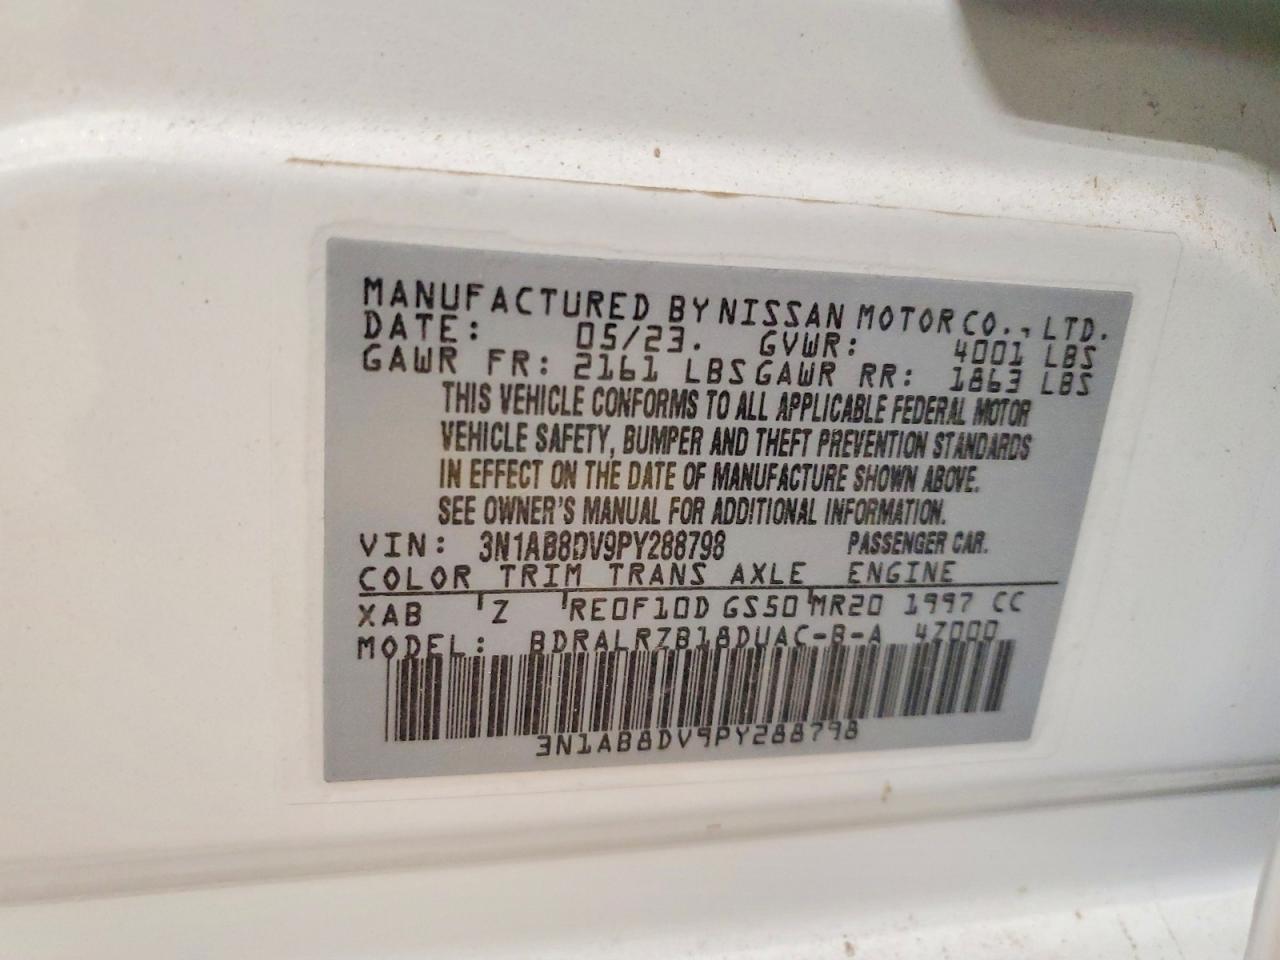 MANUFACTURED BY NISSAN MOTOR CO., LTD.
DATE: 05/23. GVWR: 4001 LBS
GAWR FR: 2161 LBS GAWR RR: 1863 LBS
THIS VEHICLE CONFORMS TO ALL APPLICABLE FEDERAL MOTOR
VEHICLE SAFETY, BUMPER AND THEFT PREVENTION STANDARDS
IN EFFECT ON THE DATE OF MANUFACTURE SHOWN ABOVE.
SEE OWNER'S MANUAL FOR ADDITIONAL INFORMATION.
VIN: 3N1AB8DV9PY288798 PASSENGER CAR.
COLOR TRIM TRANS AXLE ENGINE
XAB Z RE0F10D GS50 MR20 1997 CC
MODEL: BDRALRZB18DUAC-B-A 47000
3N1AB8DV9PY288798